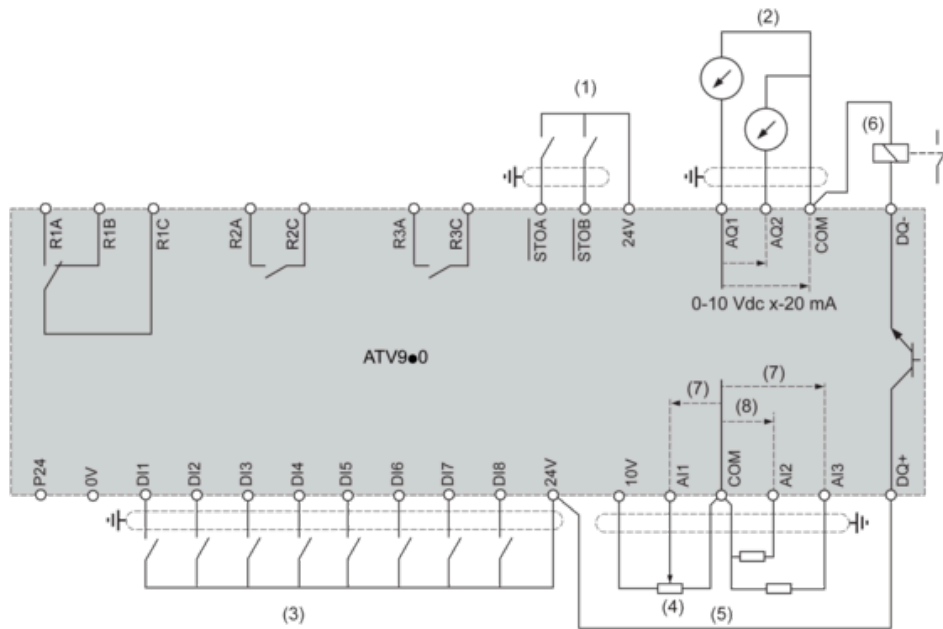 (2)
(1)
(6)
R1A
R1B
R1C
R2A
R2C
R3A
R3C
STOA
STOB
24V
AQ1
AQ2
COM
DQ-
0-10 Vdc x-20 mA
ATV9●0
(7)
(7)
(8)
P24
0V
DI1
DI2
DI3
DI4
DI5
DI6
DI7
DI8
24V
10V
AI1
COM
AI2
AI3
DQ+
(3)
(4)
(5)